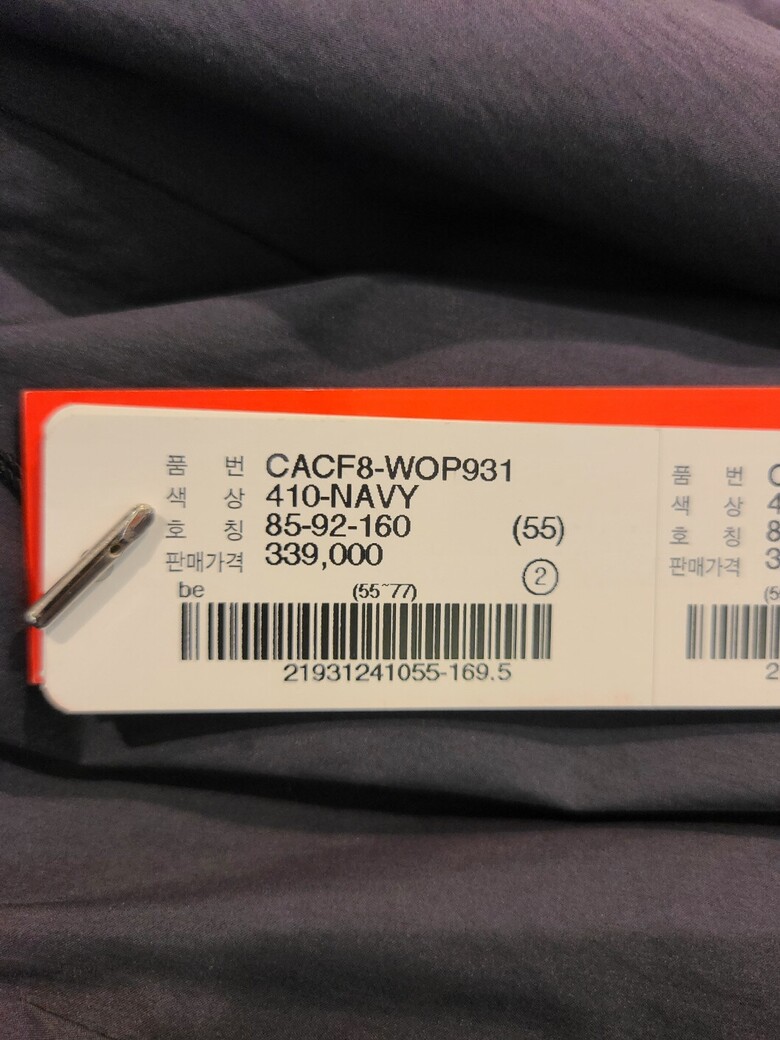 품 번 CACF8-WOP931
색 상 410-NAVY
호 칭 85-92-160 (55)
판매가격 339,000
be (55~77) ②
21931241055-169.5
품 번
색 상
호 칭
판매가격